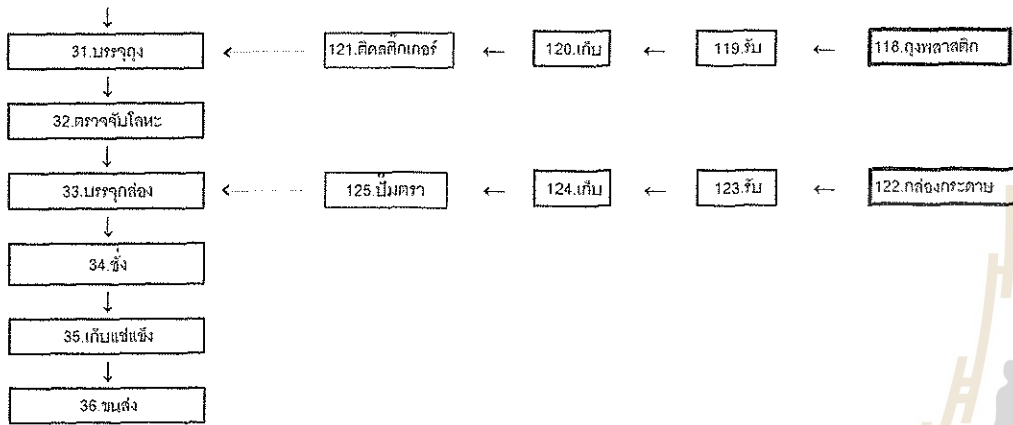 31.บรรจุถุง
121.ติดสติ๊กเกอร์
120.เก็บ
119.รับ
118.ถุงพลาสติก
32.ตรวจจับโลหะ
33.บรรจุกล่อง
125.ปั๊มตรา
124.เก็บ
123.รับ
122.กล่องกระดาษ
34.ชั่ง
35.เก็บแช่แข็ง
36.ขนส่ง